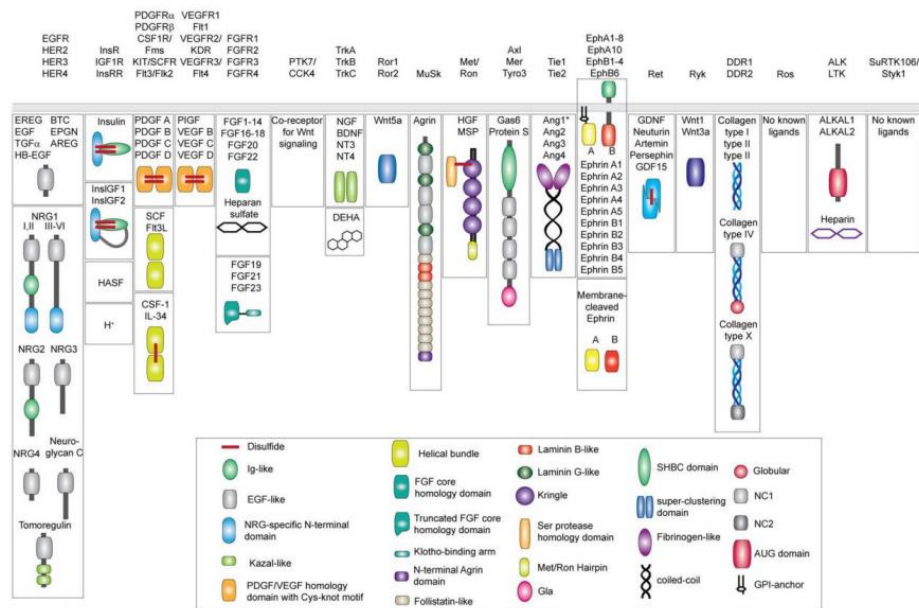 EGFR
HER2
HER3
HER4
InsR
IGF1R
InsRR
PDGFRα
PDGFRβ
CSF1R/
Fms
KIT/SCFR
Flt3/Flk2
VEGFR1
Flt1
VEGFR2/
KDR
VEGFR3/
Flt4
FGFR1
FGFR2
FGFR3
FGFR4
PTK7/
CCK4
TrkA
TrkB
TrkC
Ror1
Ror2
MuSk
Met/
Ron
Axl
Mer
Tyro3
Tie1
Tie2
EphA1-8
EphA10
EphB1-4
EphB6
Ret
Ryk
DDR1
DDR2
Ros
ALK
LTK
SuRTK106/
Styk1
EREG BTC
EGF EPGN
TGFα AREG
HB-EGF
NRG1
I,II III-VI
NRG2 NRG3
NRG4
Neuro-
glycan C
Tomoregulin
Insulin
InsIGF1
InsIGF2
HASF
H⁺
PDGF A
PDGF B
PDGF C
PDGF D
SCF
Flt3L
CSF-1
IL-34
PlGF
VEGF B
VEGF C
VEGF D
FGF1-14
FGF16-18
FGF20
FGF22
Heparan
sulfate
FGF19
FGF21
FGF23
Co-receptor
for Wnt
signaling
NGF
BDNF
NT3
NT4
DEHA
Wnt5a
Agrin
HGF
MSP
Gas6
Protein S
Ang1*
Ang2
Ang3
Ang4
GPI-anchor
A B
Ephrin A1
Ephrin A2
Ephrin A3
Ephrin A4
Ephrin A5
Ephrin B1
Ephrin B2
Ephrin B3
Ephrin B4
Ephrin B5
Membrane-
cleaved
Ephrin
A B
GDNF
Neuturin
Artemin
Persephin
GDF15
Wnt1
Wnt3a
Collagen
type I
type II
type II
Collagen
type IV
Collagen
type X
No known
ligands
ALKAL1
ALKAL2
Heparin
No known
ligands
Disulfide
Ig-like
EGF-like
NRG-specific N-terminal
domain
Kazal-like
PDGF/VEGF homology
domain with Cys-knot motif
Helical bundle
FGF core
homology domain
Truncated FGF core
homology domain
Klotho-binding arm
N-terminal Agrin
domain
Follistatin-like
Laminin B-like
Laminin G-like
Kringle
Ser protease
homology domain
Met/Ron Hairpin
Gla
SHBC domain
super-clustering
domain
Fibrinogen-like
coiled-coil
Globular
NC1
NC2
AUG domain
GPI-anchor